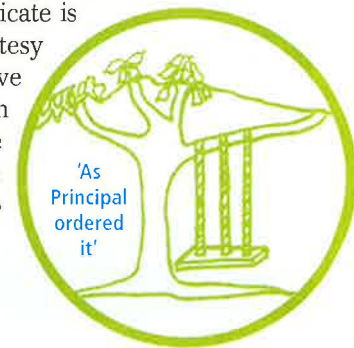 icate is
tesy
ve
'As
Principal
ordered
it'